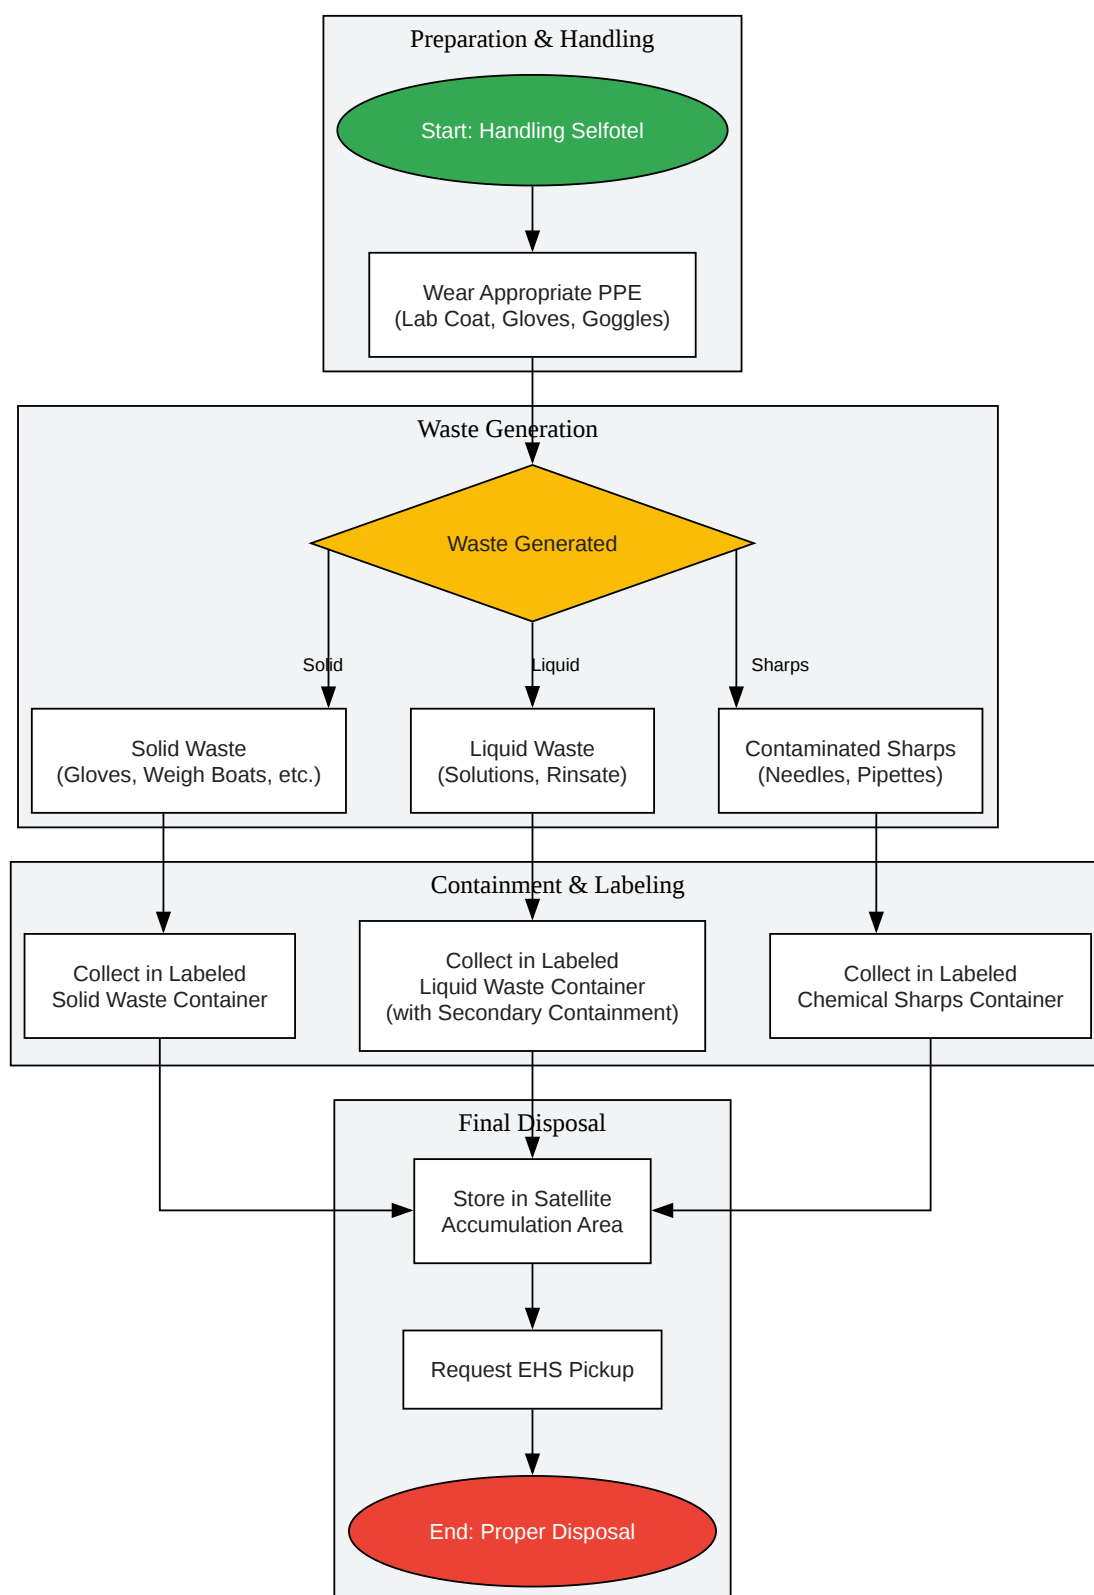 Preparation & Handling
Start: Handling Selfotel
Wear Appropriate PPE
(Lab Coat, Gloves, Goggles)
Waste Generation
Waste Generated
Solid
Liquid
Sharps
Solid Waste
(Gloves, Weigh Boats, etc.)
Liquid Waste
(Solutions, Rinsate)
Contaminated Sharps
(Needles, Pipettes)
Containment & Labeling
Collect in Labeled
Solid Waste Container
Collect in Labeled
Liquid Waste Container
(with Secondary Containment)
Collect in Labeled
Chemical Sharps Container
Final Disposal
Store in Satellite
Accumulation Area
Request EHS Pickup
End: Proper Disposal